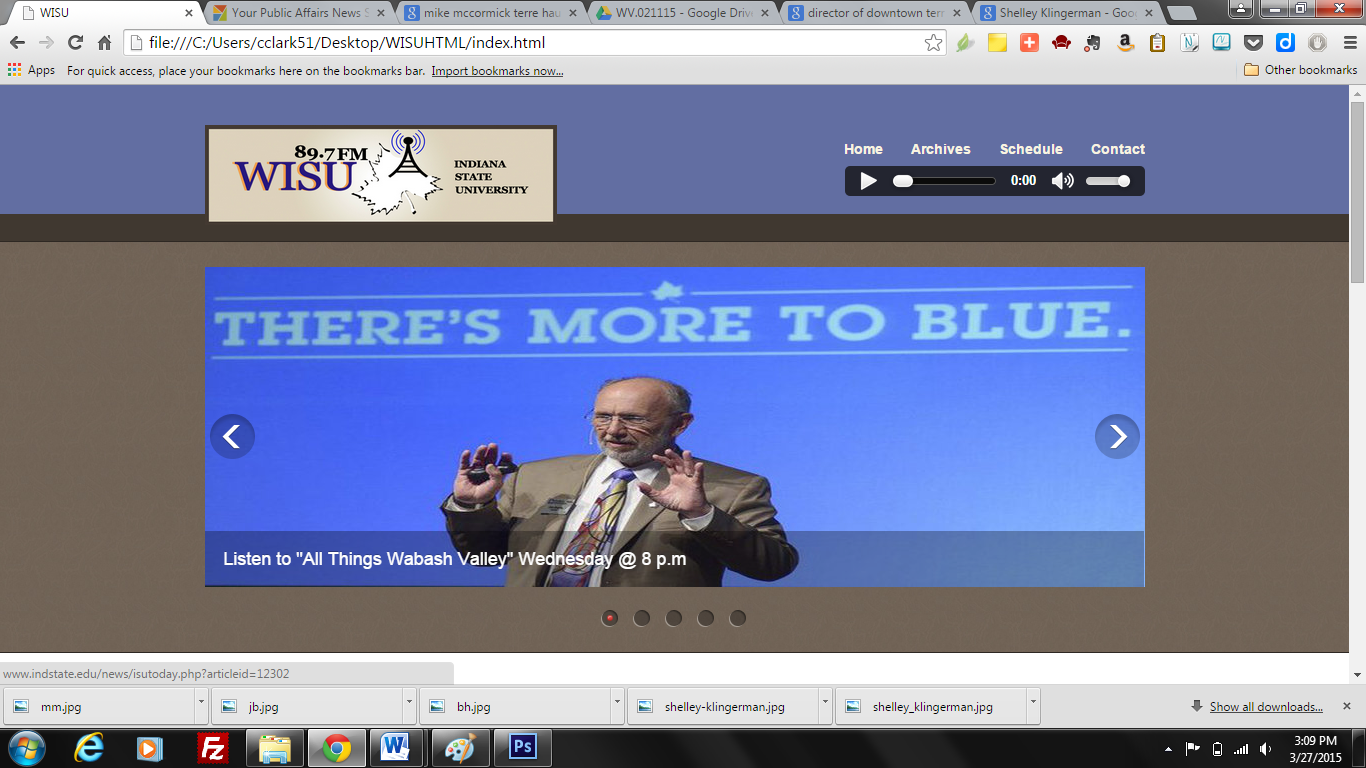 WISU
Your Public Affairs News S
mike mccormick terre hau
WV.021115 - Google Drive
director of downtown terr
Shelley Klingerman - Goo
file:///C:/Users/cclark51/Desktop/WISUHTML/index.html
Apps
For quick access, place your bookmarks here on the bookmarks bar. Import bookmarks now...
Other bookmarks
89.7 FM
WISU
INDIANA
STATE
UNIVERSITY
Home Archives Schedule Contact
0:00
THERE'S MORE TO BLUE.
Listen to "All Things Wabash Valley" Wednesday @ 8 p.m
www.indstate.edu/news/isutoday.php?articleid=12302
mm.jpg
jb.jpg
bh.jpg
shelley-klingerman.jpg
shelley_klingerman.jpg
Show all downloads...
Fz
W
Ps
3:09 PM
3/27/2015